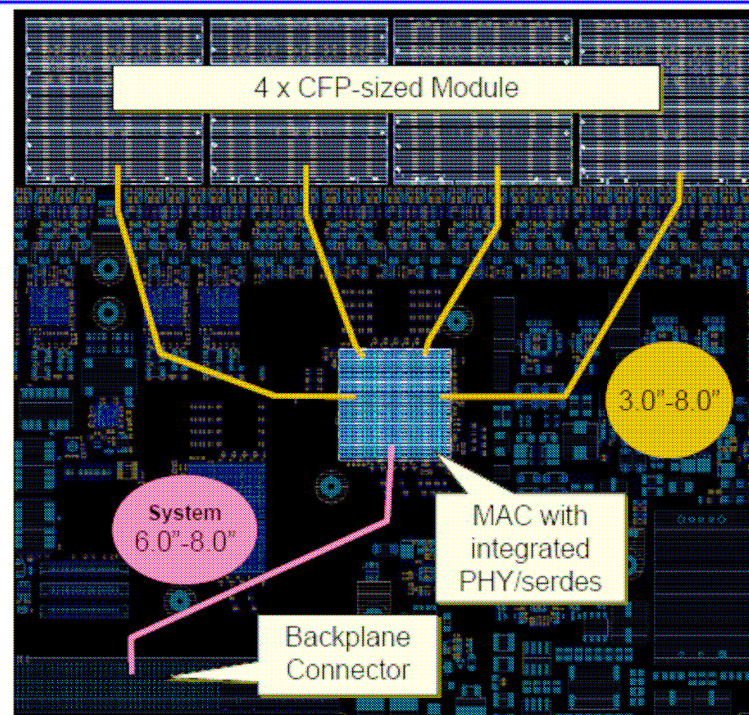 4 x CFP-sized Module
3.0”-8.0”
System
6.0”-8.0”
MAC with
integrated
PHY/serdes
Backplane
Connector